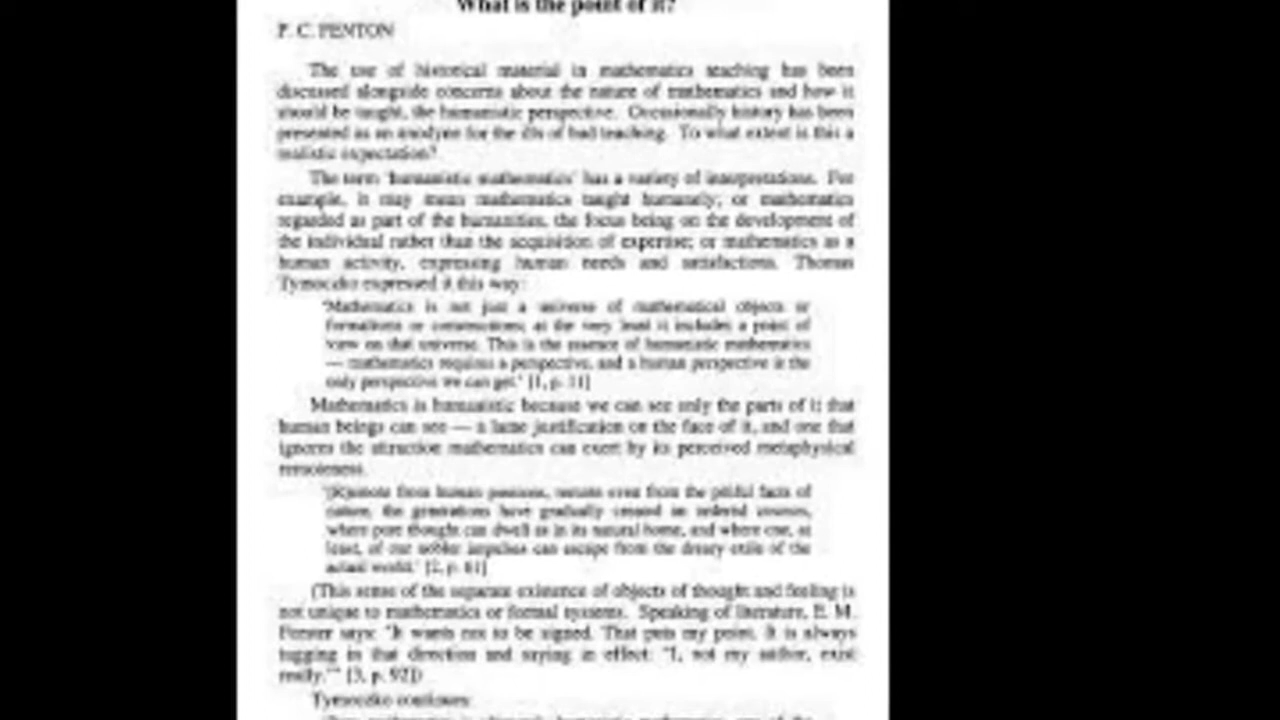 What is the point of it?
P. C. FENTON
The use of historical material in mathematics teaching has been
discussed alongside concerns about the nature of mathematics and how it
should be taught, the humanistic perspective. Occasionally history has been
presented as an anodyne for the ills of bad teaching. To what extent is this a
realistic expectation?
The term 'humanistic mathematics' has a variety of interpretations. For
example, it may mean mathematics taught humanely; or mathematics
regarded as part of the humanities, the focus being on the development of
the individual rather than the acquisition of expertise; or mathematics as a
human activity, expressing human needs and satisfactions. Thomas
Tymoczko expressed it this way:
'Mathematics is not just a universe of mathematical objects or
formalisms or constructions; at the very least it includes a point of
view on that universe. This is the essence of humanistic mathematics
— mathematics requires a perspective, and a human perspective is the
only perspective we can get.' [1, p. 11]
Mathematics is humanistic because we can see only the parts of it that
human beings can see — a lame justification on the face of it, and one that
ignores the attraction mathematics can exert by its perceived metaphysical
remoteness.
'[R]emote from human passions, remote even from the pitiful facts of
nature, the generations have gradually created an ordered cosmos,
where pure thought can dwell as in its natural home, and where one, at
least, of our nobler impulses can escape from the dreary exile of the
actual world.' [2, p. 61]
(This sense of the separate existence of objects of thought and feeling is
not unique to mathematics or formal systems. Speaking of literature, E. M.
Forster says: "It wants not to be signed. That puts my point. It is always
tugging in that direction and saying in effect: "I, not my author, exist
really."" [3, p. 92])
Tymoczko continues: